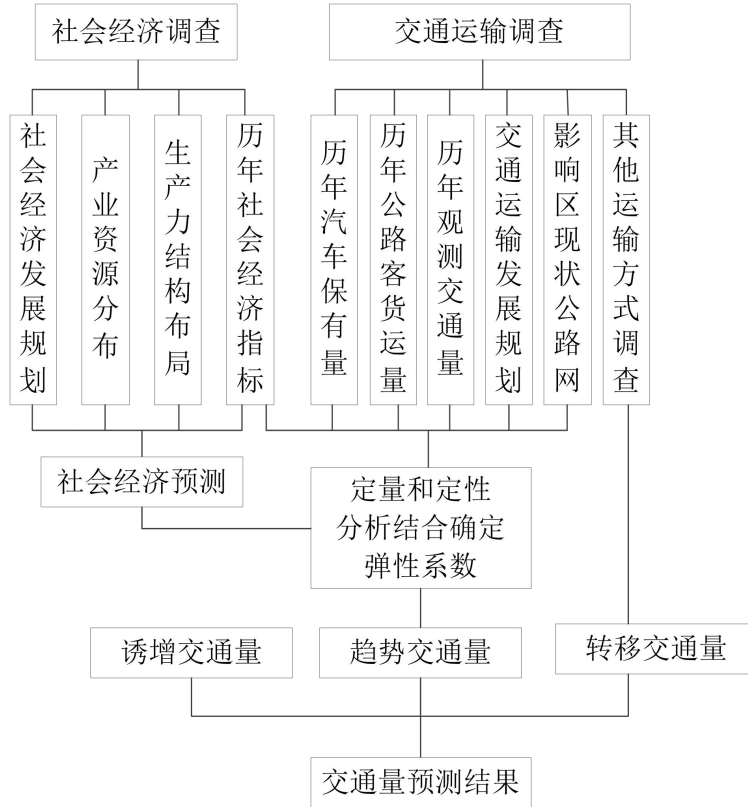 社会经济调查
交通运输调查
社会经济发展规划
产业资源分布
生产力结构布局
历年社会经济指标
历年汽车保有量
历年公路客货运量
历年观测交通量
交通运输发展规划
影响区现状公路网
其他运输方式调查
社会经济预测
定量和定性
分析结合确定
弹性系数
诱增交通量
趋势交通量
转移交通量
交通量预测结果